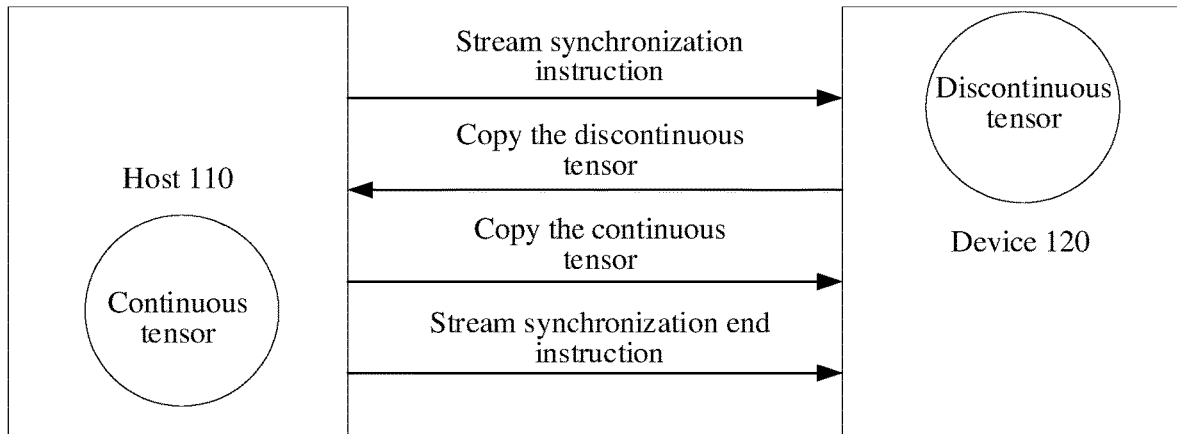 Stream synchronization
instruction
Discontinuous
tensor
Copy the discontinuous
tensor
Host 110
Copy the continuous
tensor
Device 120
Continuous
tensor
Stream synchronization end
instruction